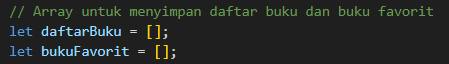 // Array untuk menyimpan daftar buku dan buku favorit
let daftarBuku = [];
let bukuFavorit = [];